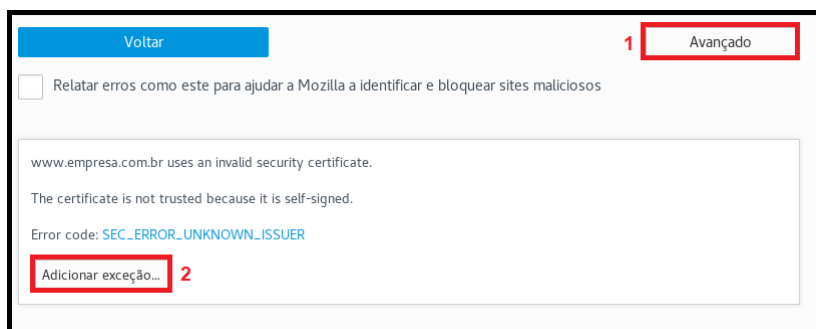 Voltar
1 Avançado
Relatar erros como este para ajudar a Mozilla a identificar e bloquear sites maliciosos
www.empresa.com.br uses an invalid security certificate.
The certificate is not trusted because it is self-signed.
Error code: SEC_ERROR_UNKNOWN_ISSUER
Adicionar exceção... 2